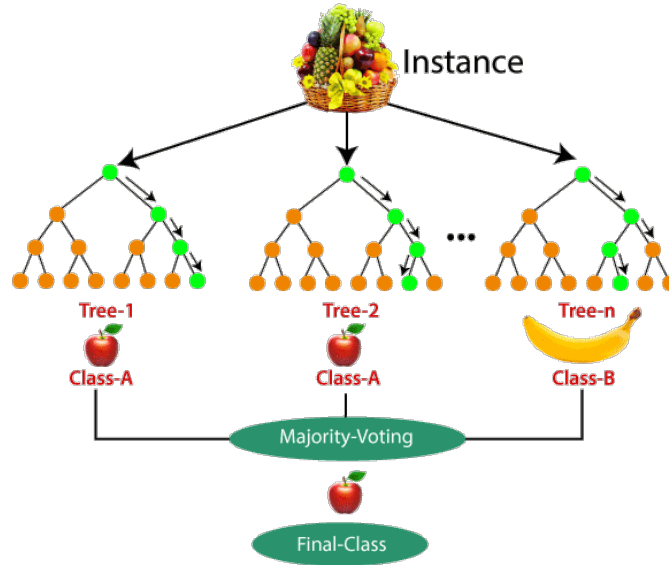 Instance
...
Tree-1
Tree-2
Tree-n
Class-A
Class-A
Class-B
Majority-Voting
Final-Class